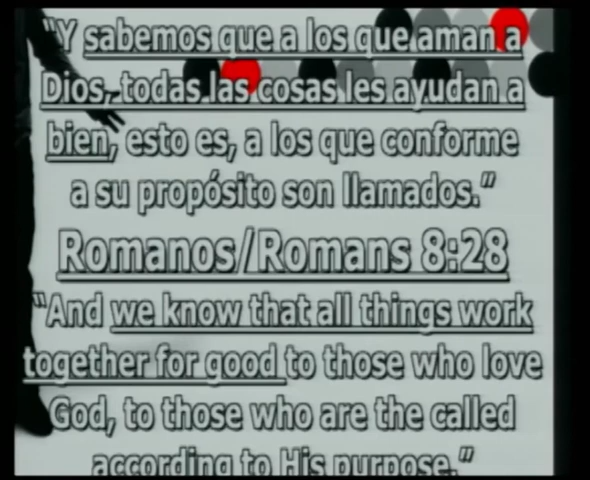 "Y sabemos que a los que aman a
Dios, todas las cosas les ayudan a
bien, esto es, a los que conforme
a su propósito son llamados."
Romanos/Romans 8:28
"And we know that all things work
together for good to those who love
God, to those who are the called
according to His purpose."